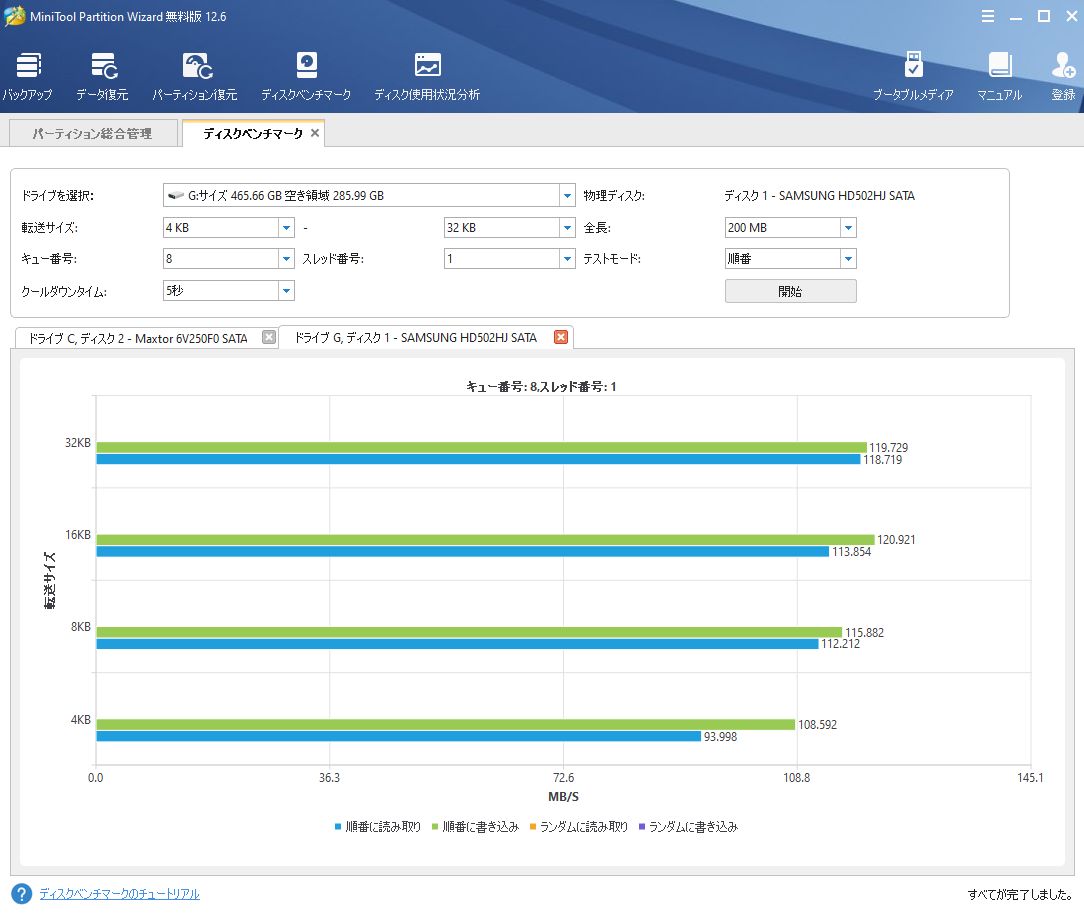 MiniTool Partition Wizard 無料版 12.6
バックアップ データ復元 パーティション復元 ディスクベンチマーク ディスク使用状況分析 ブータブルメディア マニュアル 登録
パーティション総合管理 ディスクベンチマーク
ドライブを選択: G:サイズ 465.66 GB 空き領域 285.99 GB 物理ディスク: ディスク 1 - SAMSUNG HD502HJ SATA
転送サイズ: 4 KB - 32 KB 全長: 200 MB
キュー番号: 8 スレッド番号: 1 テストモード: 順番
クールダウンタイム: 5秒 開始
ドライブ C, ディスク 2 - Maxtor 6V250F0 SATA ドライブ G, ディスク 1 - SAMSUNG HD502HJ SATA
キュー番号: 8,スレッド番号: 1
転送サイズ
32KB 119.729
118.719
16KB 120.921
113.854
8KB 115.882
112.212
4KB 108.592
93.998
0.0 36.3 72.6 108.8 145.1
MB/S
順番に読み取り 順番に書き込み ランダムに読み取り ランダムに書き込み
? ディスクベンチマークのチュートリアル すべてが完了しました。